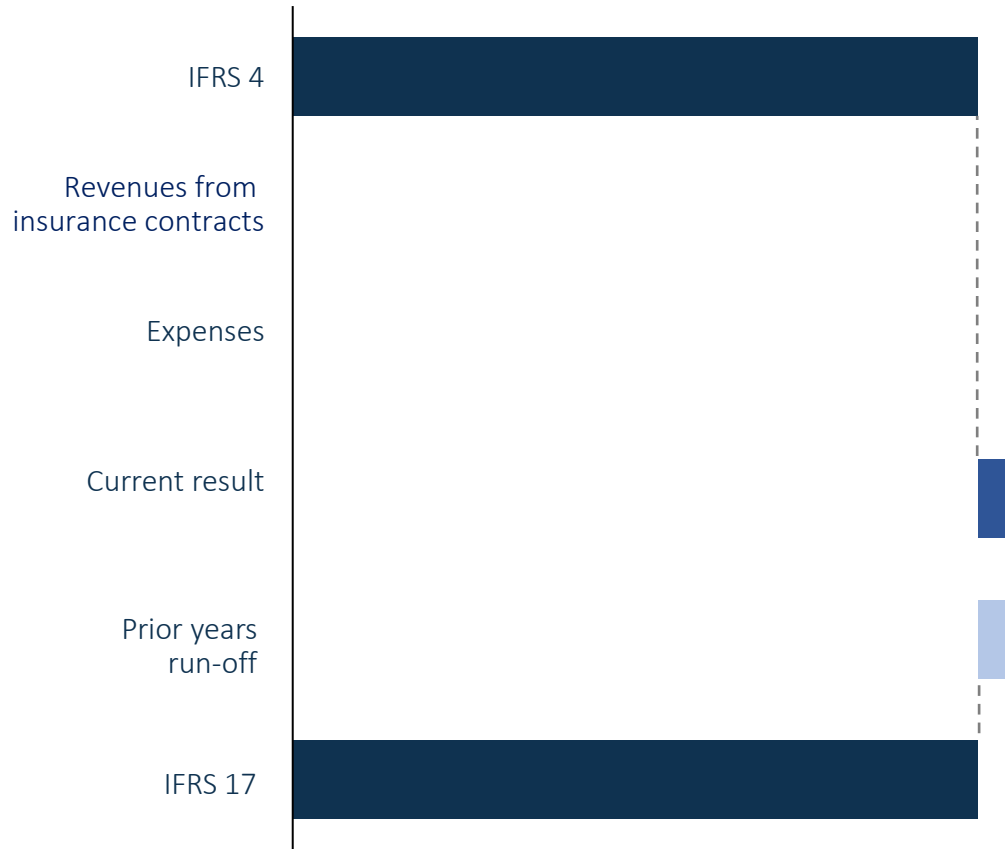 IFRS 4
Revenues from
insurance contracts
Expenses
Current result
Prior years
run-off
IFRS 17